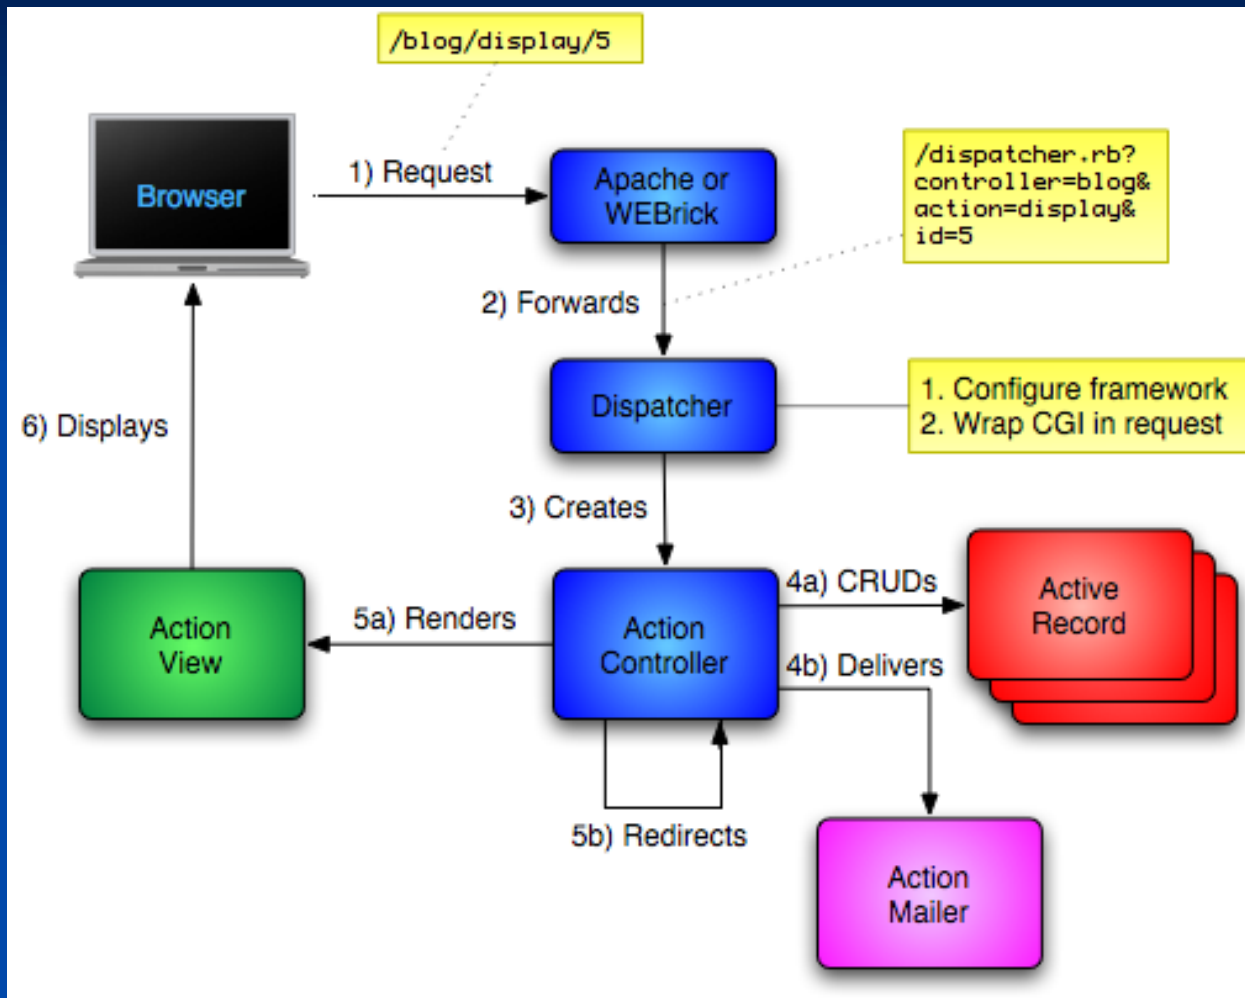 /blog/display/5
Browser
1) Request
Apache or
WEBrick
/dispatcher.rb?
controller=blog&
action=display&
id=5
2) Forwards
Dispatcher
1. Configure framework
2. Wrap CGI in request
6) Displays
3) Creates
Action
View
5a) Renders
Action
Controller
4a) CRUDs
Active
Record
4b) Delivers
5b) Redirects
Action
Mailer